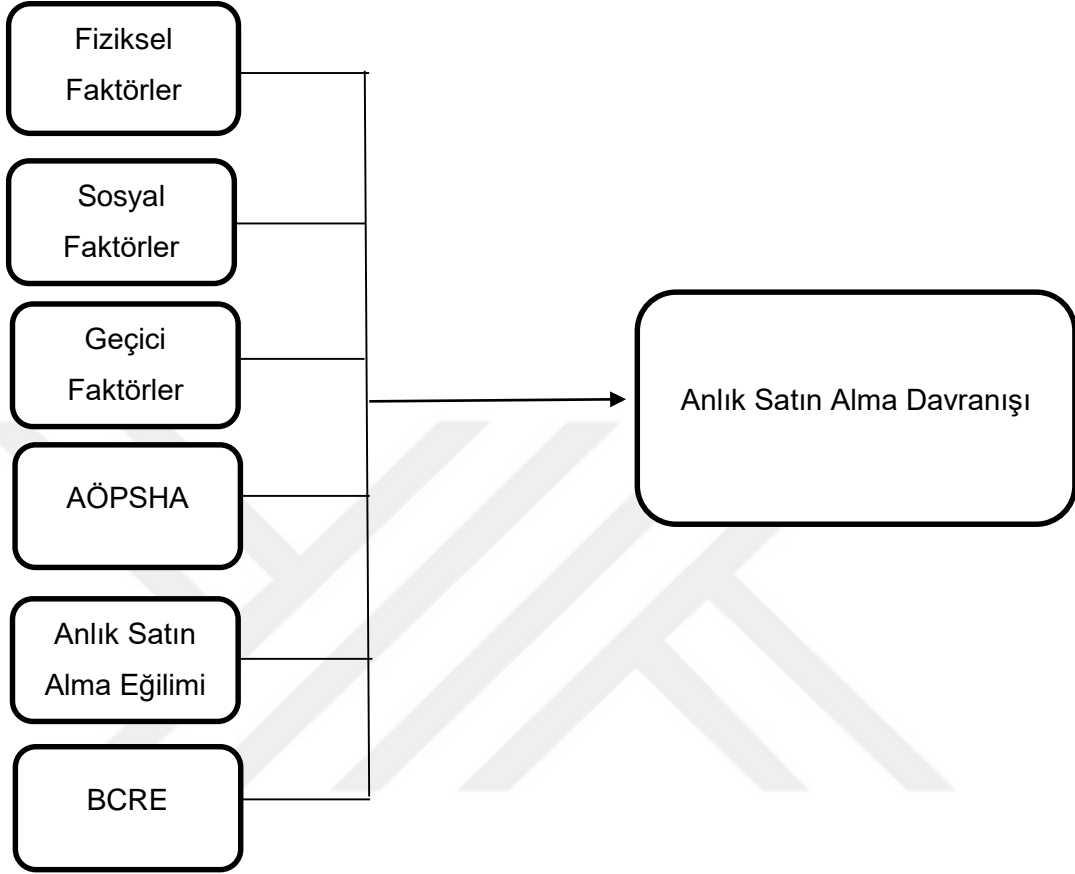 Fiziksel
Faktörler
Sosyal
Faktörler
Geçici
Faktörler
AÖPSHA
Anlık Satın
Alma Eğilimi
BCRE
Anlık Satın Alma Davranışı